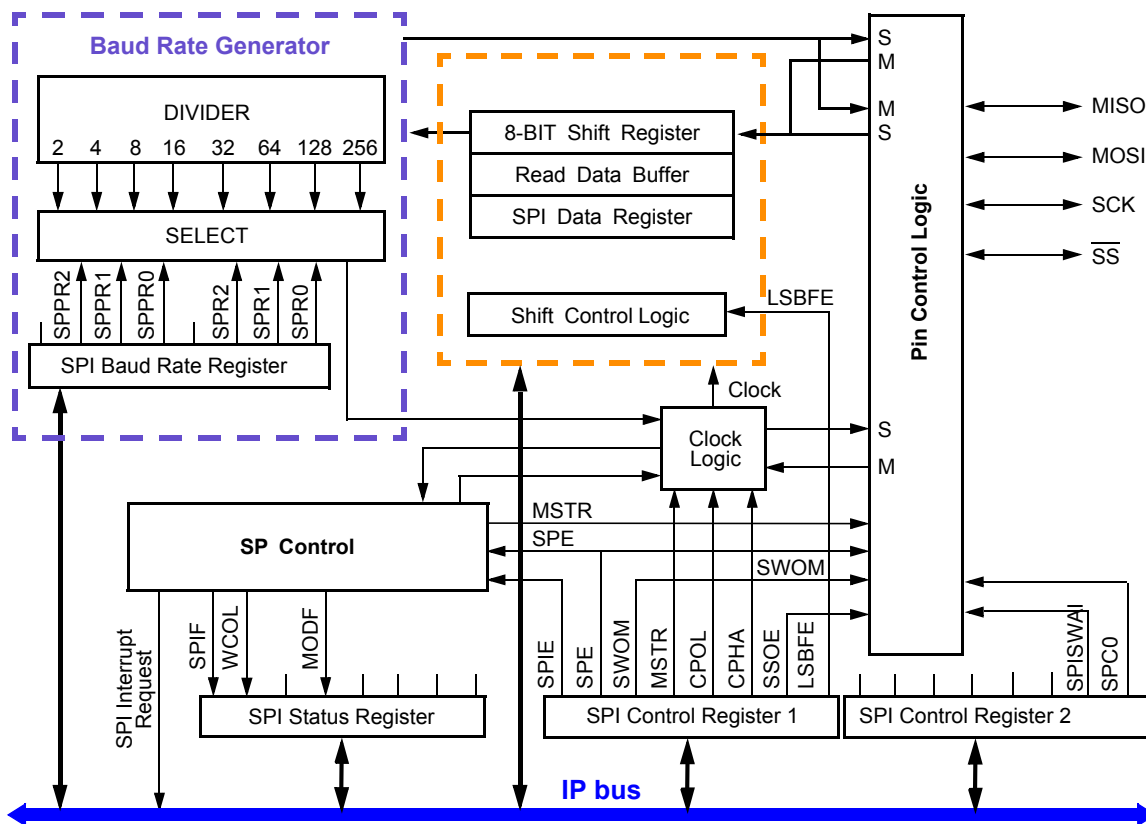 Baud Rate Generator
DIVIDER
2 4 8 16 32 64 128 256
SELECT
SPPR2
SPPR1
SPPR0
SPR2
SPR1
SPR0
SPI Baud Rate Register
8-BIT Shift Register
Read Data Buffer
SPI Data Register
Shift Control Logic
LSBFE
Clock
Clock
Logic
S
M
M
S
S
M
Pin Control Logic
MISO
MOSI
SCK
SS
SP Control
MSTR
SPE
SWOM
SPI Interrupt
Request
SPIF
WCOL
MODF
SPI Status Register
SPIE
SPE
SWOM
MSTR
CPOL
CPHA
SSOE
LSBFE
SPI Control Register 1
SPISWAI
SPC0
SPI Control Register 2
IP bus